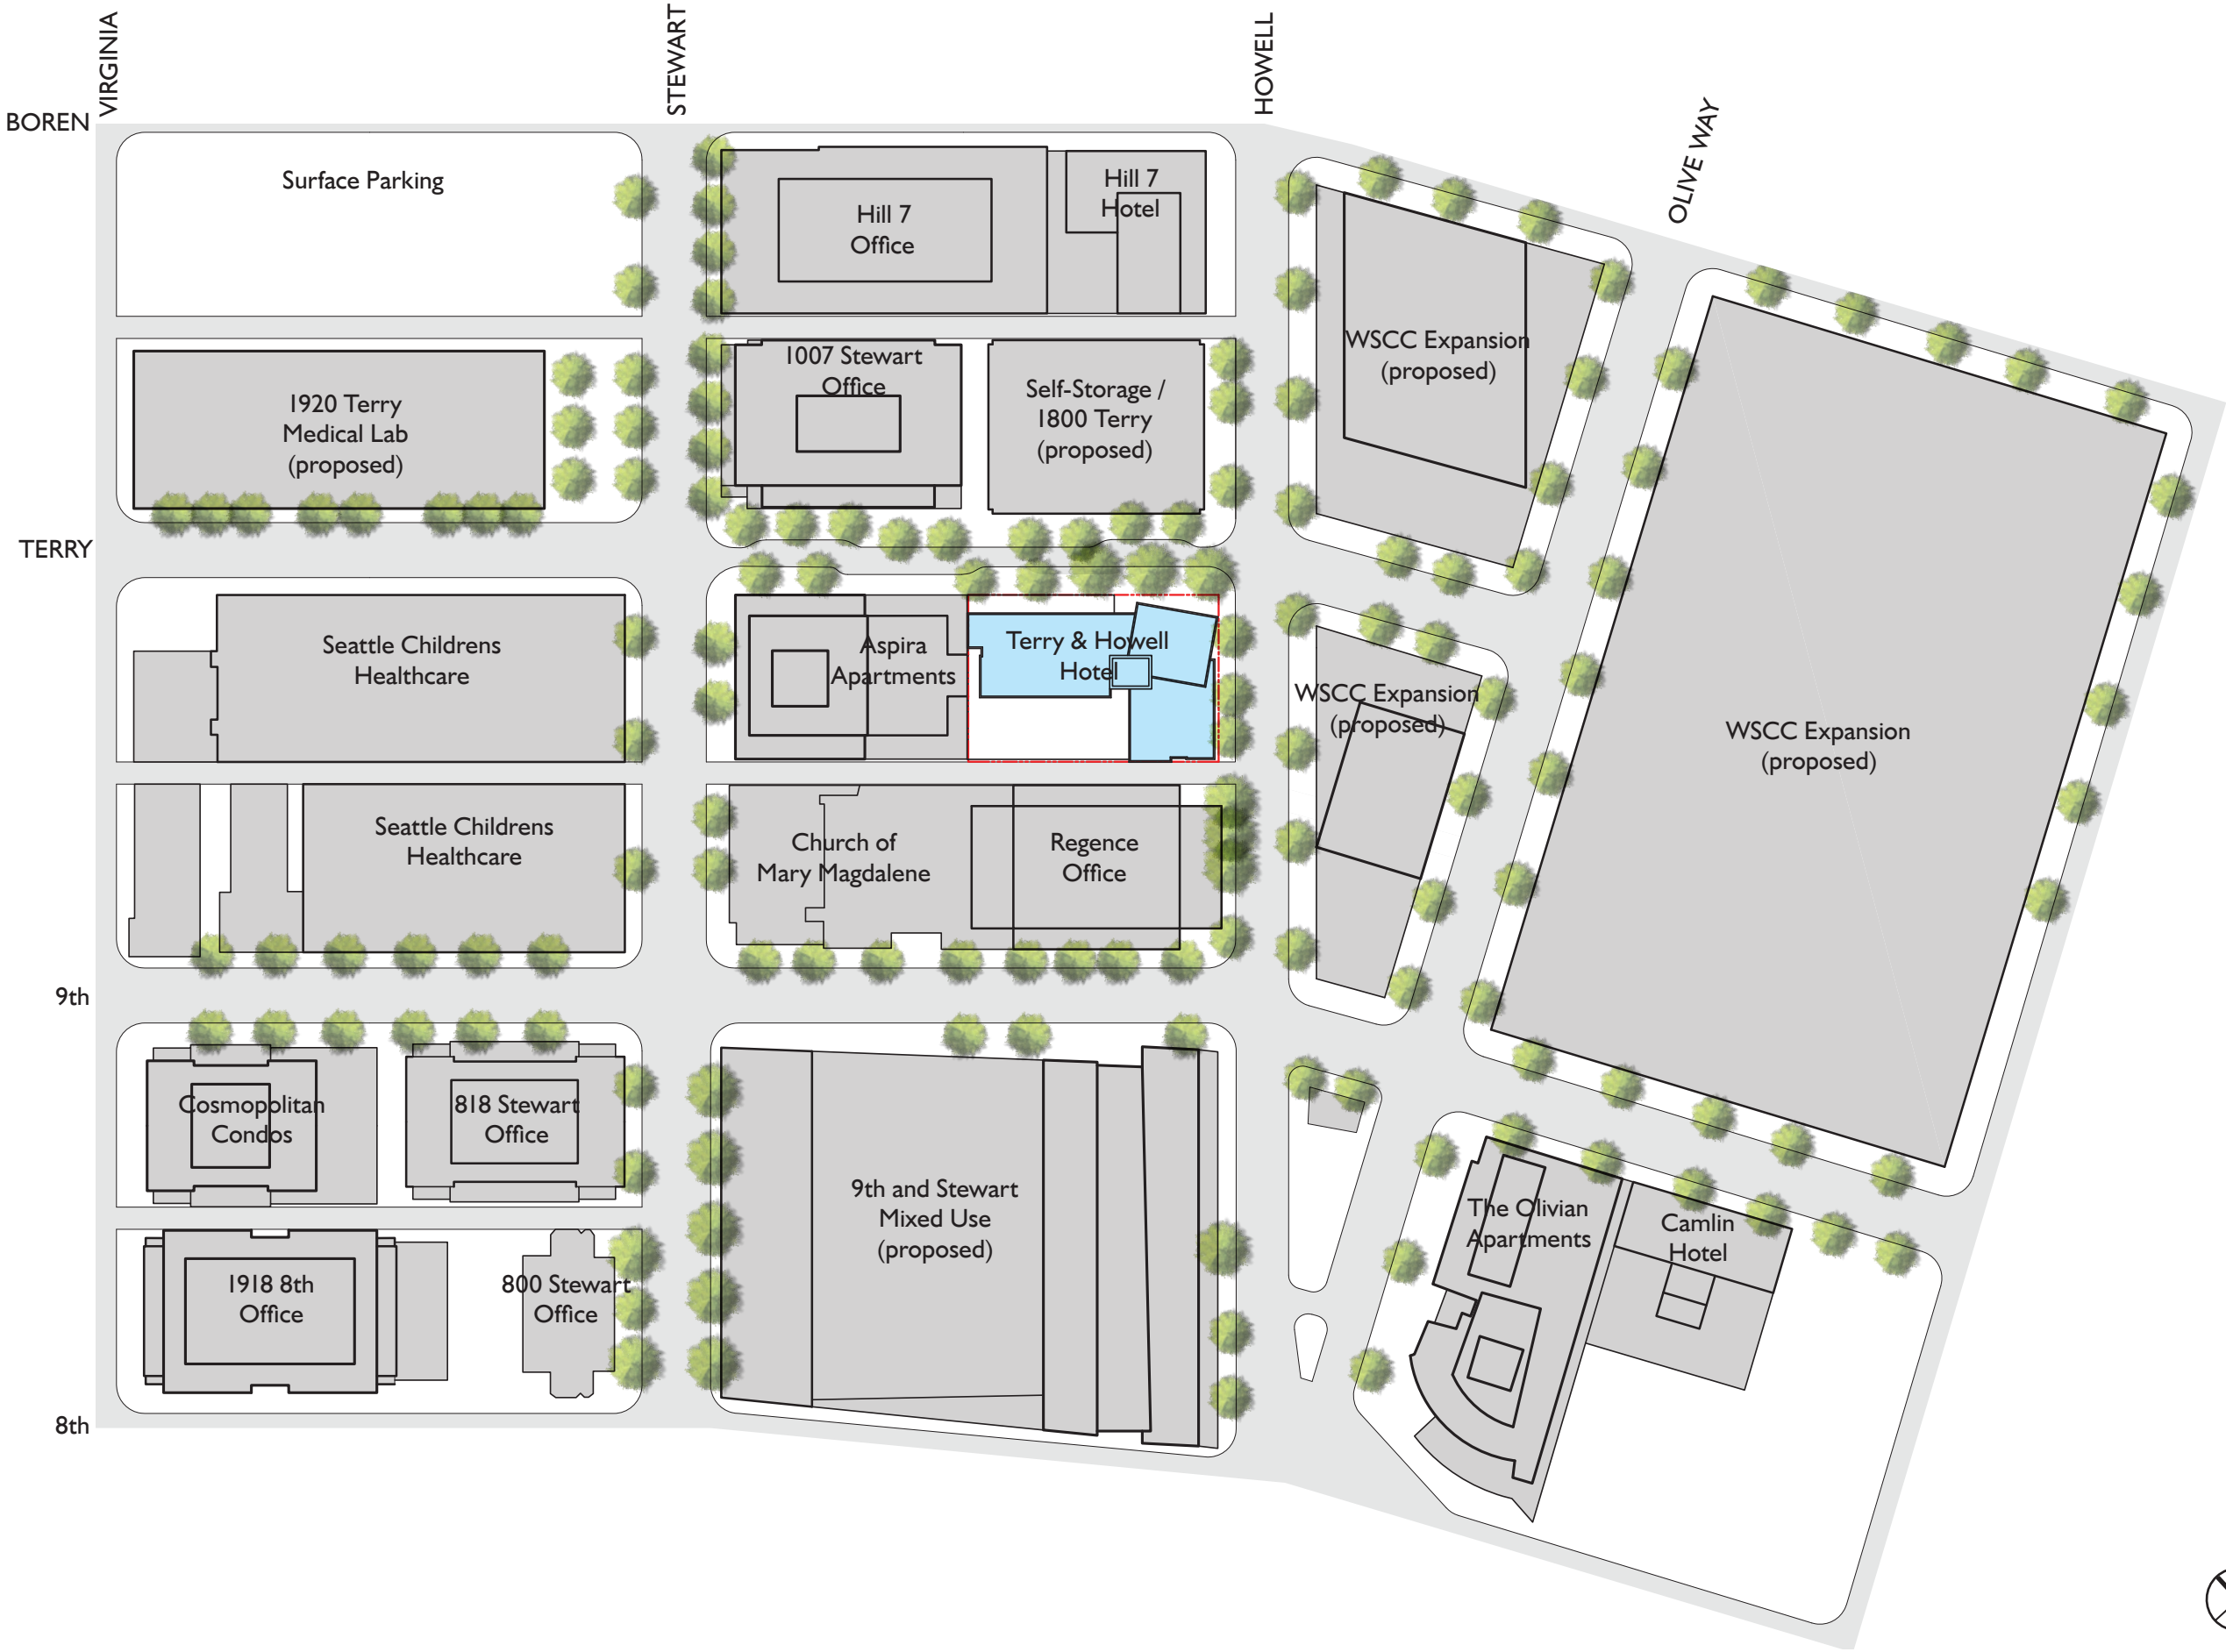 VIRGINIA
STEWART
HOWELL
OLIVE WAY
BOREN
Surface Parking
Hill 7
Office
Hill 7
Hotel
1920 Terry
Medical Lab
(proposed)
1007 Stewart
Office
Self-Storage /
1800 Terry
(proposed)
WSCC Expansion
(proposed)
TERRY
Seattle Childrens
Healthcare
Aspira
Apartments
Terry & Howell
Hotel
WSCC Expansion
(proposed)
WSCC Expansion
(proposed)
Seattle Childrens
Healthcare
Church of
Mary Magdalene
Regence
Office
9th
Cosmopolitan
Condos
818 Stewart
Office
9th and Stewart
Mixed Use
(proposed)
The Olivian
Apartments
Camlin
Hotel
1918 8th
Office
800 Stewart
Office
8th